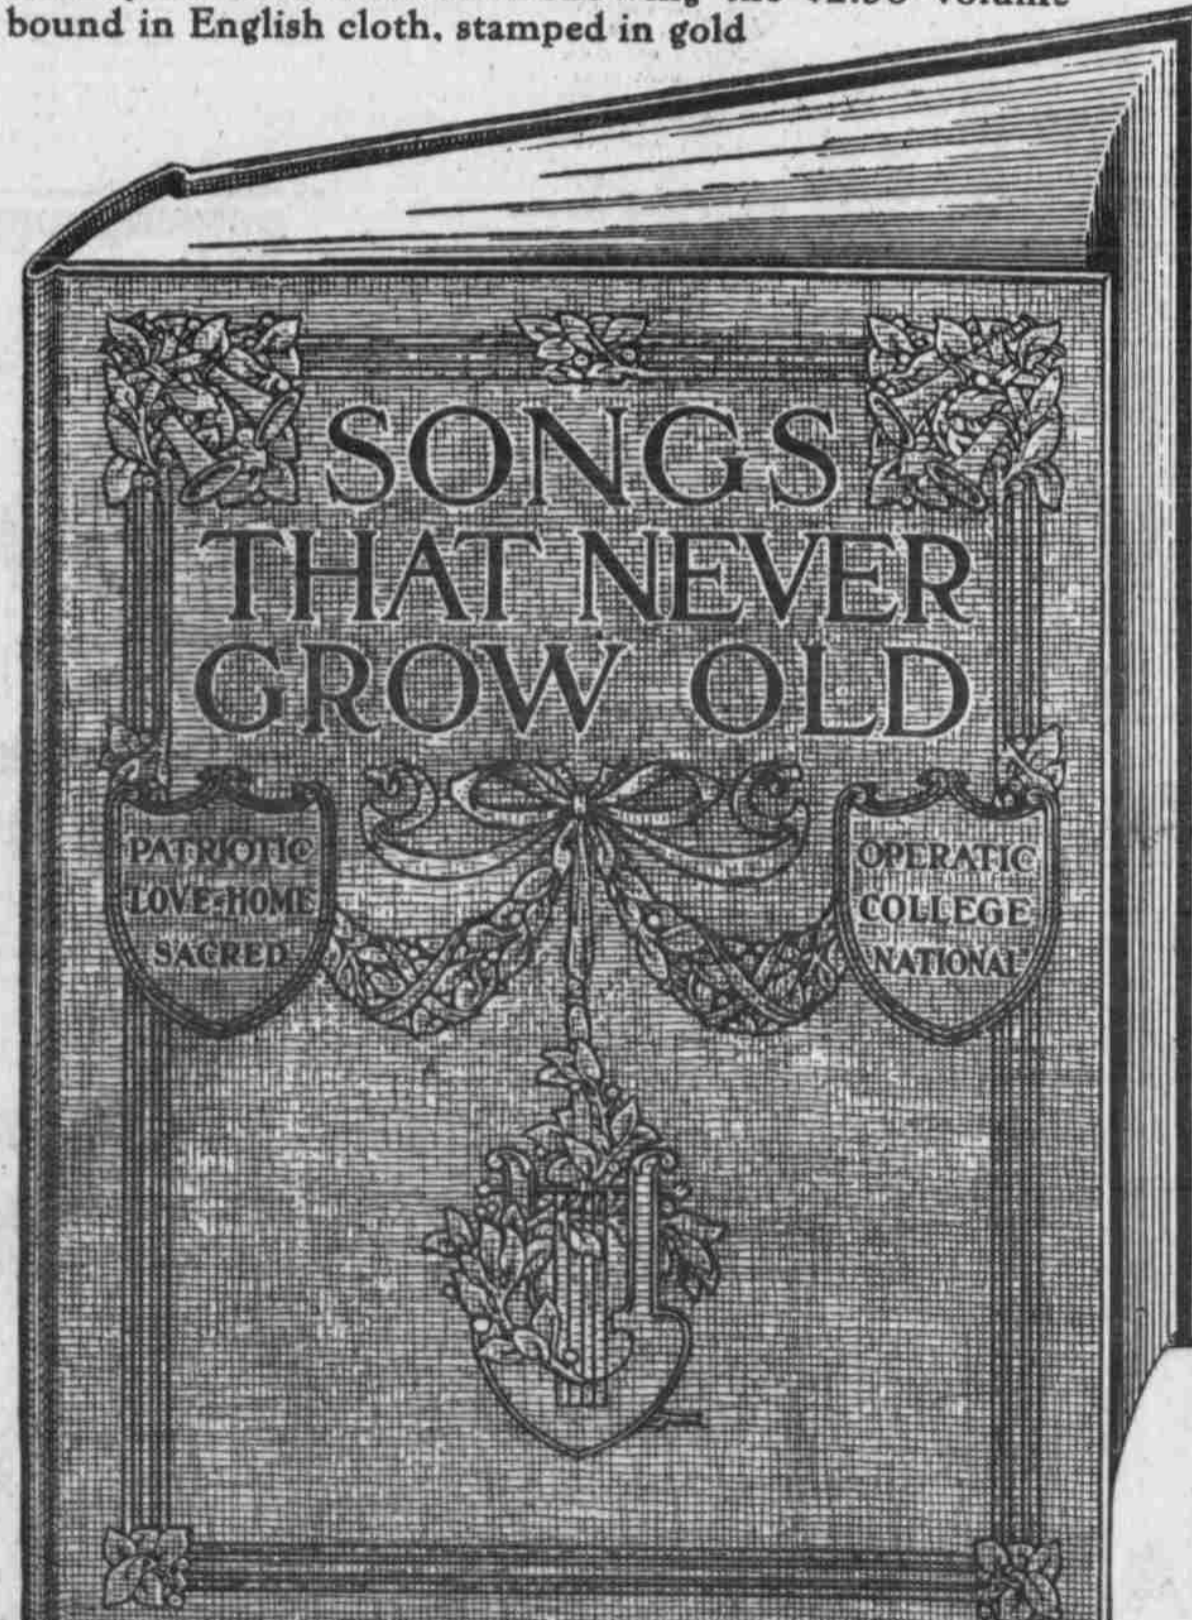 volume
bound in English cloth, stamped in gold
SONGS
THAT NEVER
GROW OLD
PATRIOTIC
LOVE-HOME
SACRED
OPERATIC
COLLEGE
NATIONAL